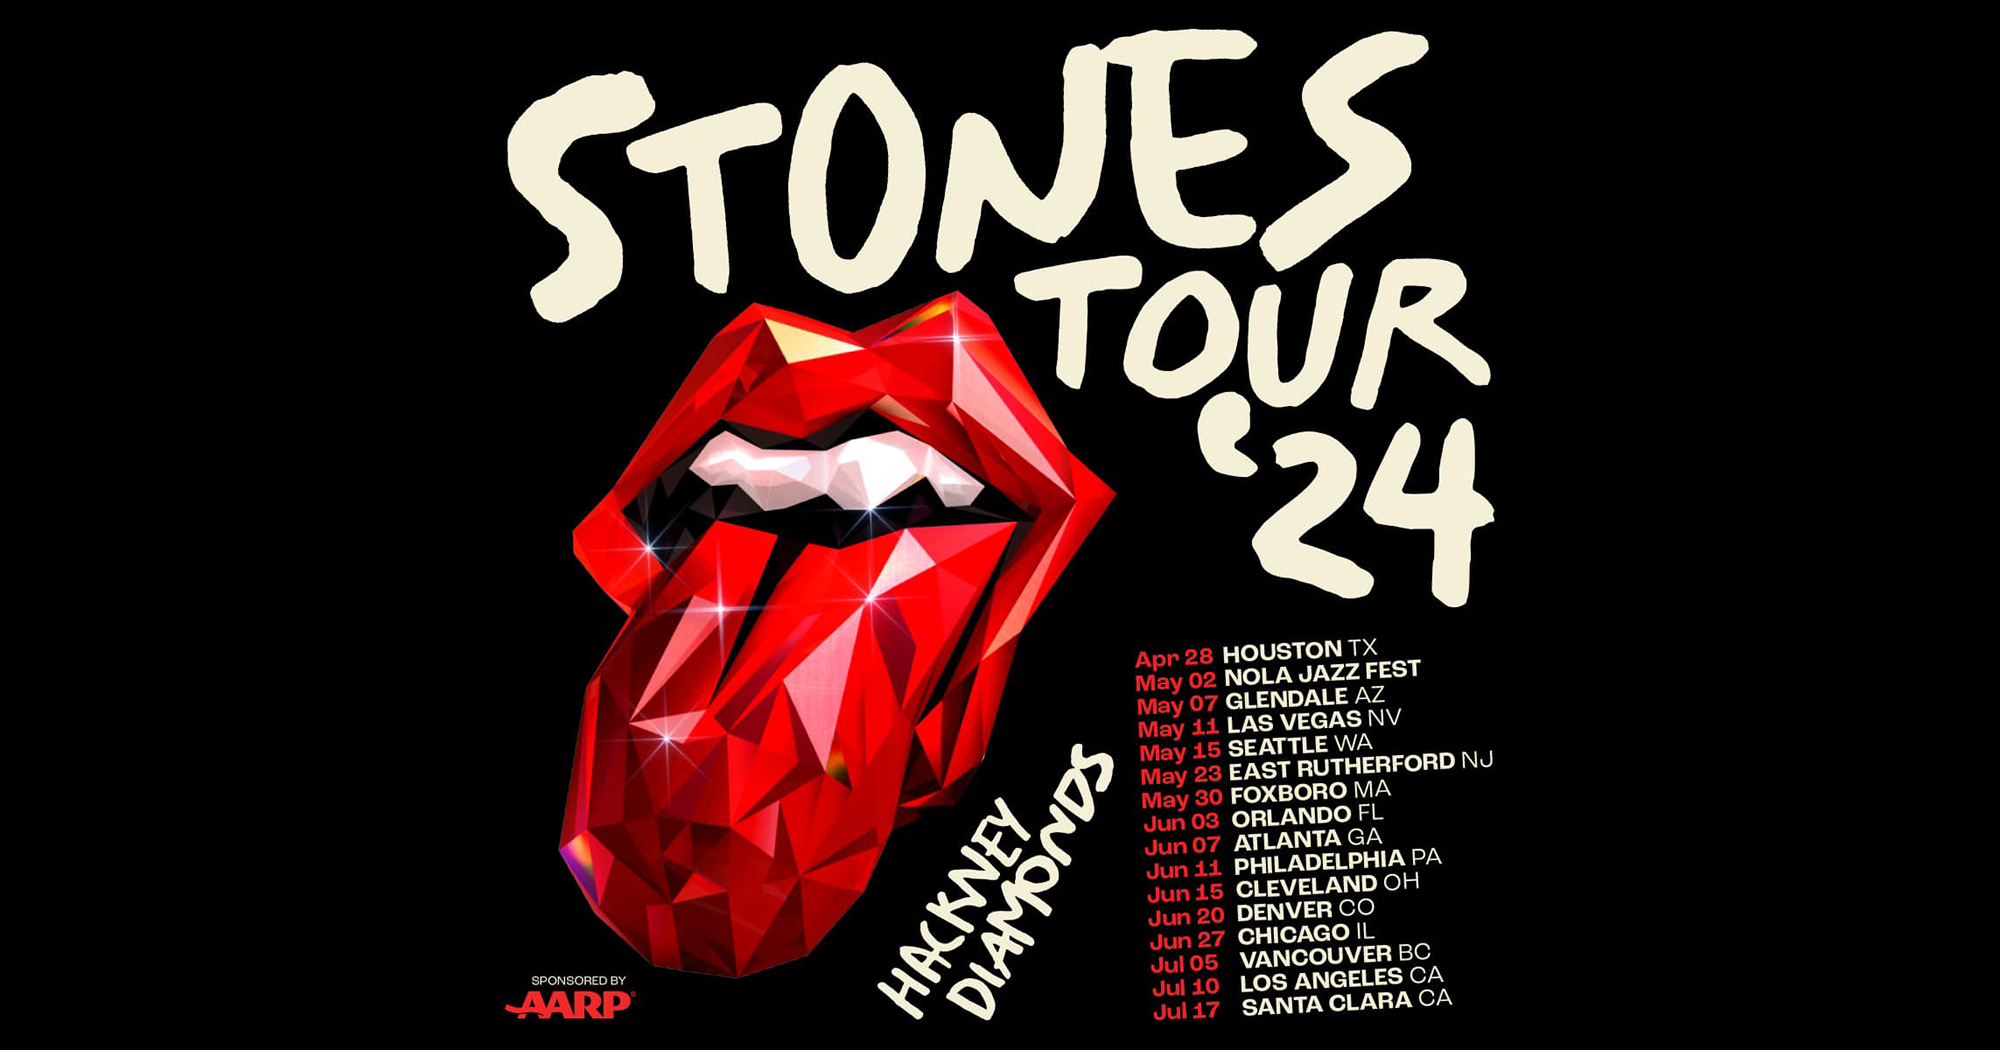 STONES
TOUR
'24
Apr 28 HOUSTON TX
May 02 NOLA JAZZ FEST
May 07 GLENDALE AZ
May 11 LAS VEGAS NV
May 15 SEATTLE WA
May 23 EAST RUTHERFORD NJ
May 30 FOXBORO MA
Jun 03 ORLANDO FL
Jun 07 ATLANTA GA
Jun 11 PHILADELPHIA PA
Jun 15 CLEVELAND OH
Jun 20 DENVER CO
Jun 27 CHICAGO IL
Jul 05 VANCOUVER BC
Jul 10 LOS ANGELES CA
Jul 17 SANTA CLARA CA
HACKNEY
DIAMONDS
SPONSORED BY
AARP®